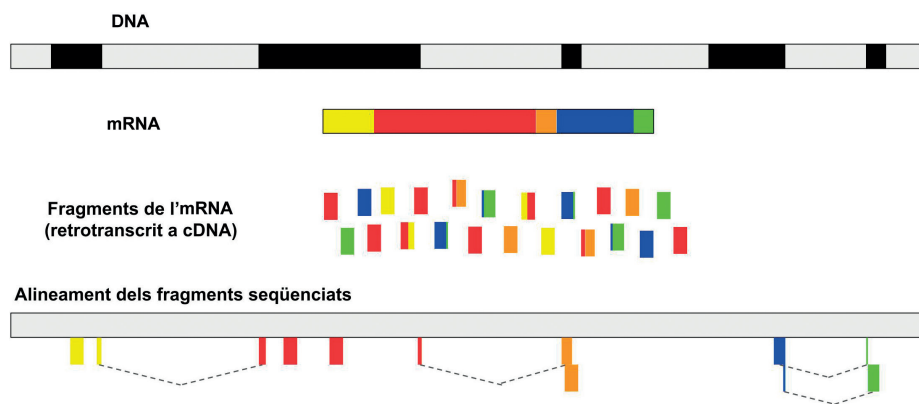 DNA
mRNA
Fragments de l’mRNA
(retrotranscrit a cDNA)
Alineament dels fragments seqüenciats